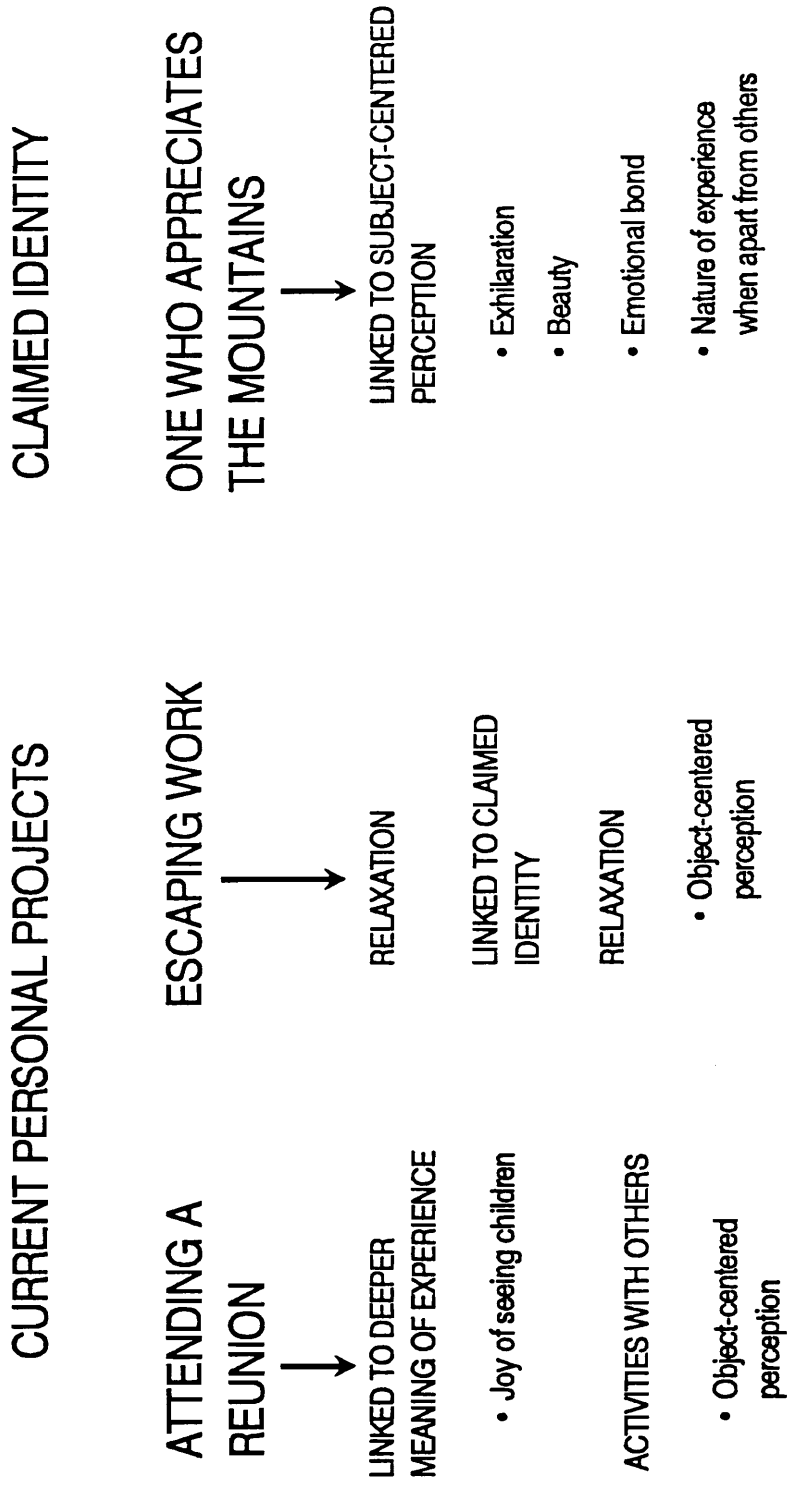 CURRENT PERSONAL PROJECTS
CLAIMED IDENTITY
ATTENDING A
REUNION
LINKED TO DEEPER
MEANING OF EXPERIENCE
• Joy of seeing children
ACTIVITIES WITH OTHERS
• Object-centered
perception
ESCAPING WORK
RELAXATION
LINKED TO CLAIMED
IDENTITY
RELAXATION
• Object-centered
perception
ONE WHO APPRECIATES
THE MOUNTAINS
LINKED TO SUBJECT-CENTERED
PERCEPTION
• Exhilaration
• Beauty
• Emotional bond
• Nature of experience
when apart from others